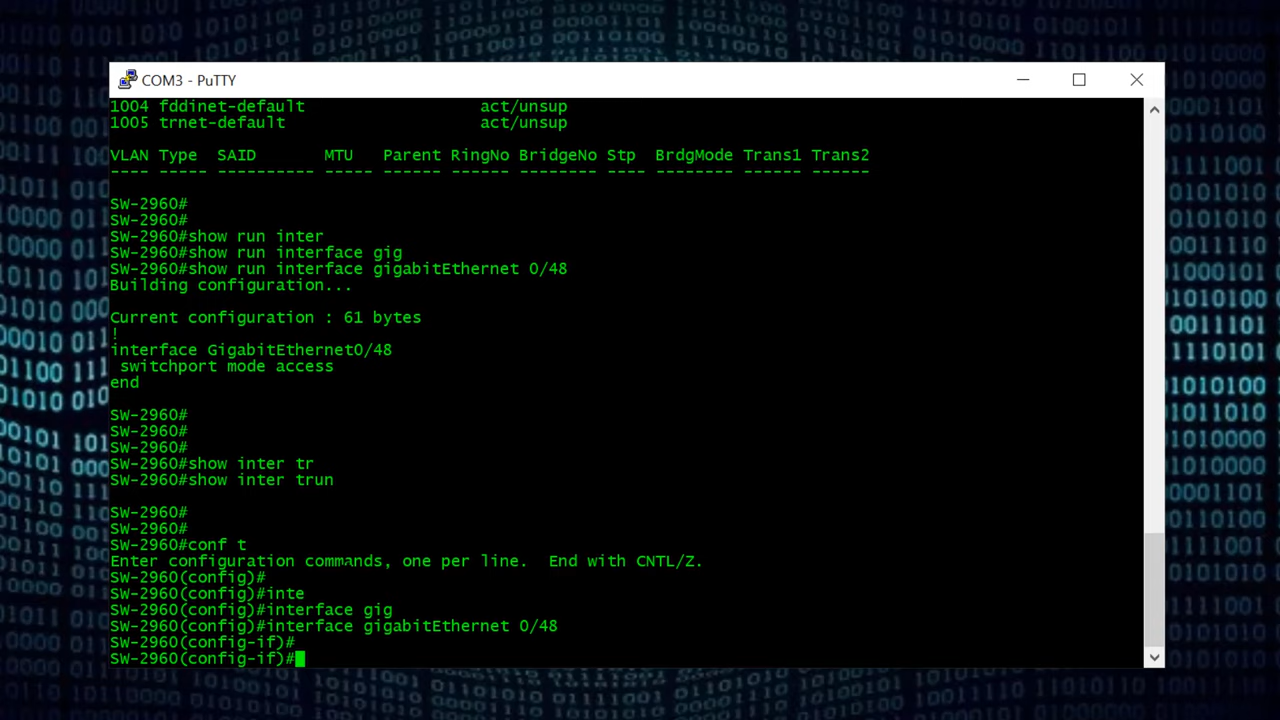 COM3 - PuTTY
1004 fddinet-default                  act/unsup
1005 trnet-default                    act/unsup
VLAN Type  SAID       MTU   Parent RingNo BridgeNo Stp  BrdgMode Trans1 Trans2
---- ----- ---------- ----- ------ ------ -------- ---- -------- ------ ------
SW-2960#
SW-2960#
SW-2960#show run inter
SW-2960#show run interface gig
SW-2960#show run interface gigabitEthernet 0/48
Building configuration...
Current configuration : 61 bytes
!
interface GigabitEthernet0/48
 switchport mode access
end
SW-2960#
SW-2960#
SW-2960#
SW-2960#show inter tr
SW-2960#show inter trun
SW-2960#
SW-2960#
SW-2960#conf t
Enter configuration commands, one per line.  End with CNTL/Z.
SW-2960(config)#
SW-2960(config)#inte
SW-2960(config)#interface gig
SW-2960(config)#interface gigabitEthernet 0/48
SW-2960(config-if)#
SW-2960(config-if)#